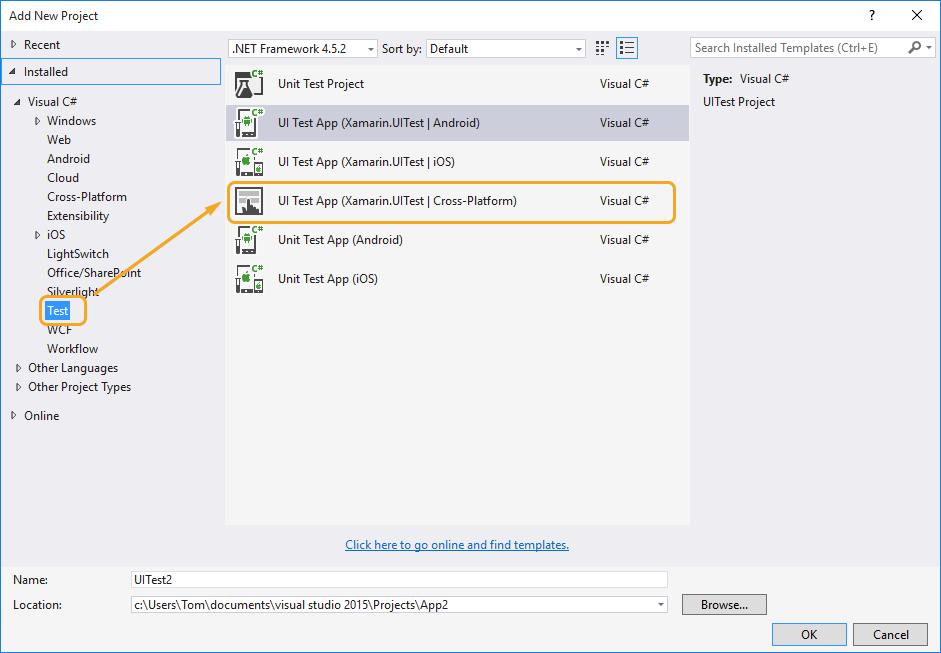 Add New Project
?
Recent
.NET Framework 4.5.2
Sort by:
Default
Search Installed Templates (Ctrl+E)
Installed
Visual C#
Windows
Web
Android
Cloud
Cross-Platform
Extensibility
iOS
LightSwitch
Office/SharePoint
Silverlight
Test
WCF
Workflow
Other Languages
Other Project Types
Online
C# Unit Test Project Visual C#
C# UI Test App (Xamarin.UITest | Android) Visual C#
C# UI Test App (Xamarin.UITest | iOS) Visual C#
UI Test App (Xamarin.UITest | Cross-Platform) Visual C#
C# Unit Test App (Android) Visual C#
C# Unit Test App (iOS) Visual C#
Type: Visual C#
UITest Project
Click here to go online and find templates.
Name: UITest2
Location: c:\Users\Tom\documents\visual studio 2015\Projects\App2
Browse...
OK
Cancel